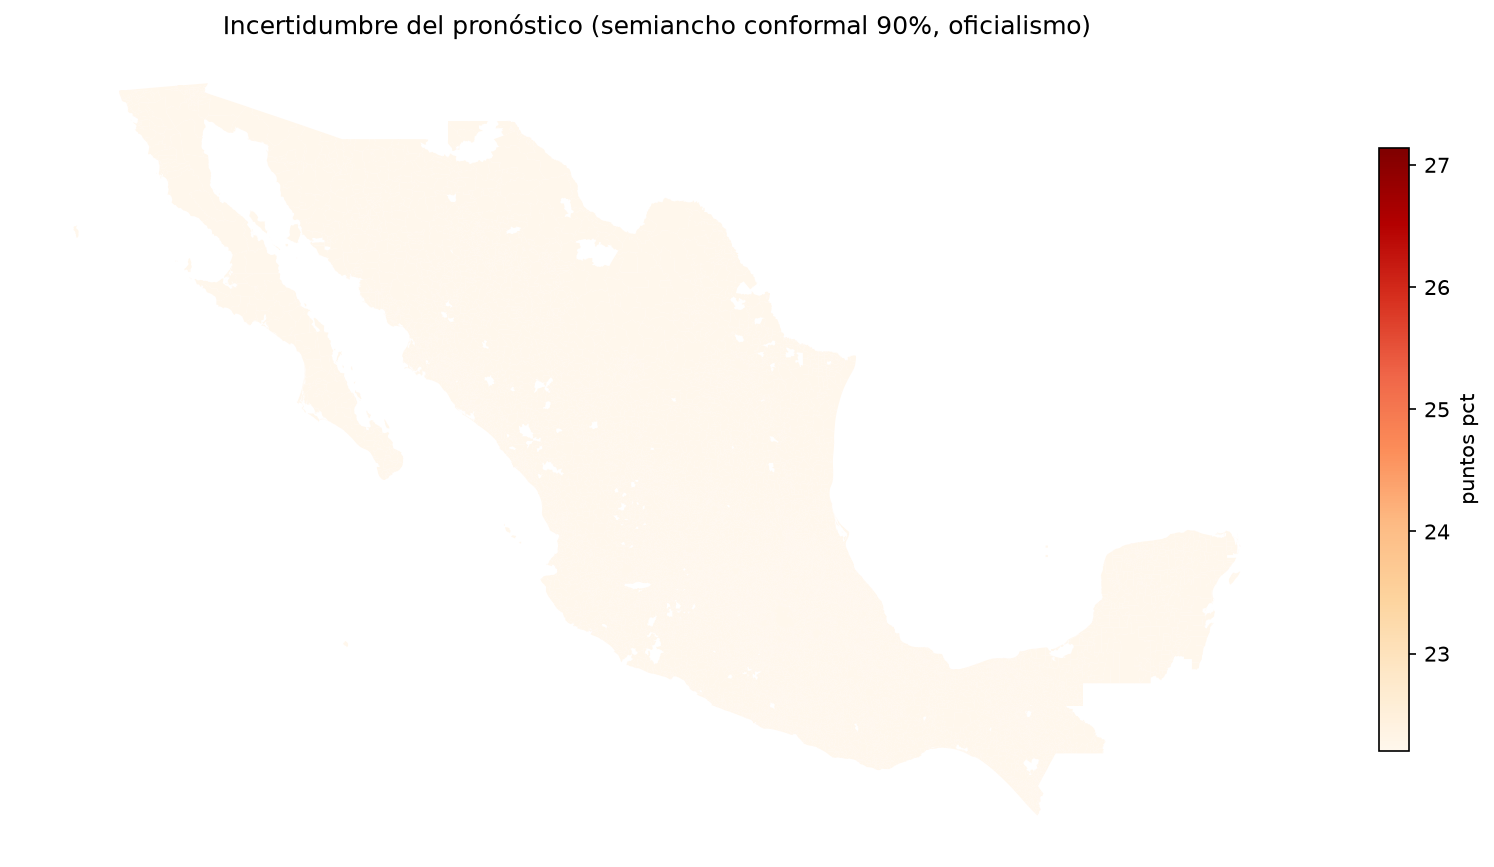 Incertidumbre del pronóstico (semiancho conformal 90%, oficialismo)
27
26
25
24
23
puntos pct